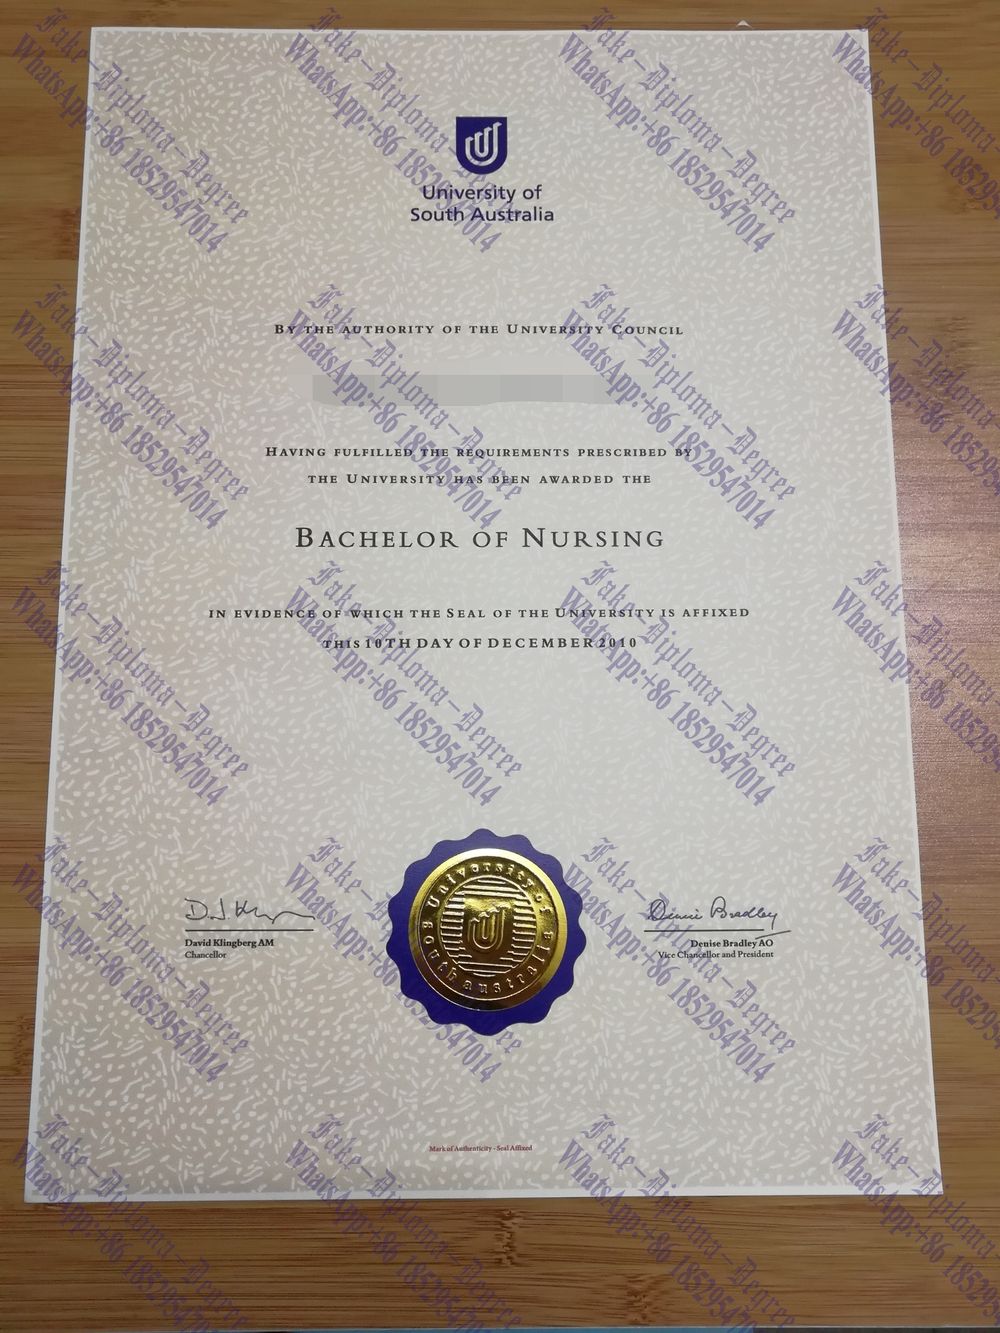 University of
South Australia
BY THE AUTHORITY OF THE UNIVERSITY COUNCIL
HAVING FULFILLED THE REQUIREMENTS PRESCRIBED BY
THE UNIVERSITY HAS BEEN AWARDED THE
BACHELOR OF NURSING
IN EVIDENCE OF WHICH THE SEAL OF THE UNIVERSITY IS AFFIXED
THIS 10TH DAY OF DECEMBER 2010
D. J. Kl
Denise Bradley
David Klingberg AM
Chancellor
Denise Bradley AO
Vice Chancellor and President
University of
South australia
Mark of Authenticity - Seal Affixed
Fake-Diploma-Degree
WhatsApp:+86 18529547014